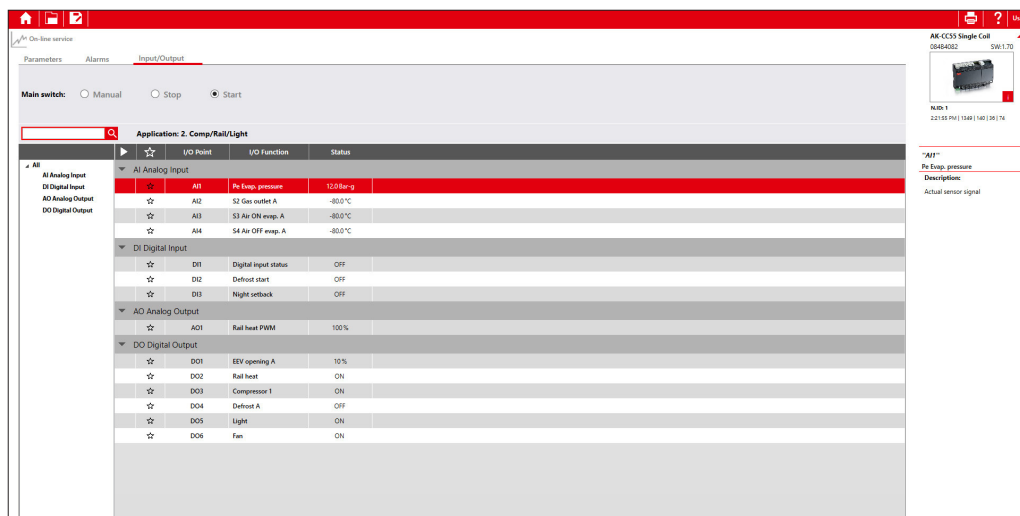 ? Us
On-line service
Parameters Alarms Input/Output
Main switch: Manual Stop Start
Application: 2. Comp/Rail/Light
I/O Point I/O Function Status
All
AI Analog Input
DI Digital Input
AO Analog Output
DO Digital Output
AI Analog Input
AI1 Pe Evap. pressure 12.0 Bar-g
AI2 S2 Gas outlet A -80.0 °C
AI3 S3 Air ON evap. A -80.0 °C
AI4 S4 Air OFF evap. A -80.0 °C
DI Digital Input
DI1 Digital input status OFF
DI2 Defrost start OFF
DI3 Night setback OFF
AO Analog Output
AO1 Rail heat PWM 100 %
DO Digital Output
DO1 EEV opening A 10 %
DO2 Rail heat ON
DO3 Compressor 1 ON
DO4 Defrost A OFF
DO5 Light ON
DO6 Fan ON
AK-CC55 Single Coil
084B4082 SW:1.70
i
N.ID: 1
2:21:55 PM | 1349 | 140 | 36 | 74
"AI1"
Pe Evap. pressure
Description:
Actual sensor signal